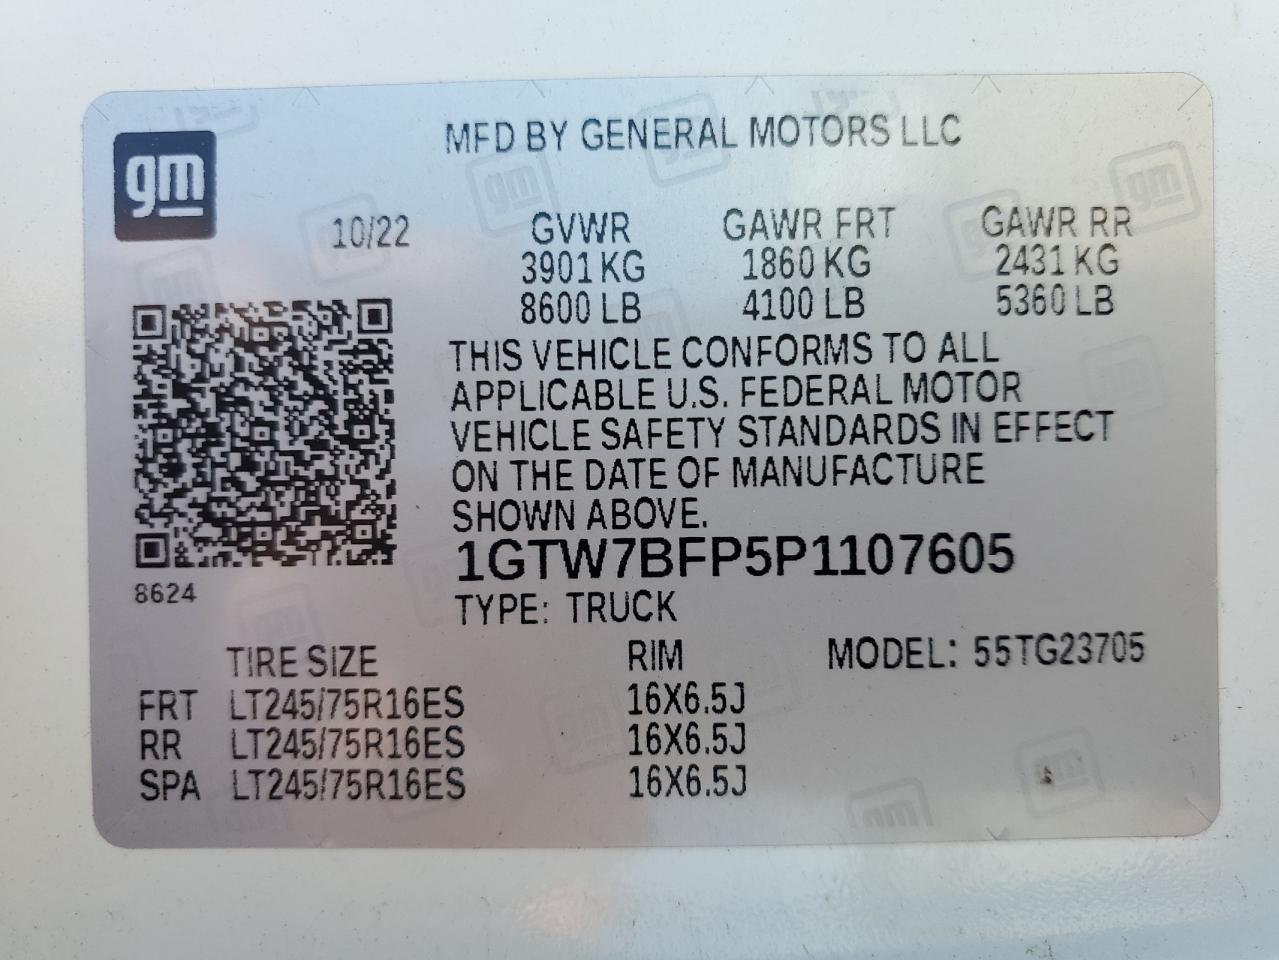 MFD BY GENERAL MOTORS LLC
gm
10/22 GVWR GAWR FRT GAWR RR
3901 KG 1860 KG 2431 KG
8600 LB 4100 LB 5360 LB
THIS VEHICLE CONFORMS TO ALL
APPLICABLE U.S. FEDERAL MOTOR
VEHICLE SAFETY STANDARDS IN EFFECT
ON THE DATE OF MANUFACTURE
SHOWN ABOVE.
1GTW7BFP5P1107605
8624
TYPE: TRUCK
TIRE SIZE RIM MODEL: 55TG23705
FRT LT245/75R16ES 16X6.5J
RR LT245/75R16ES 16X6.5J
SPA LT245/75R16ES 16X6.5J